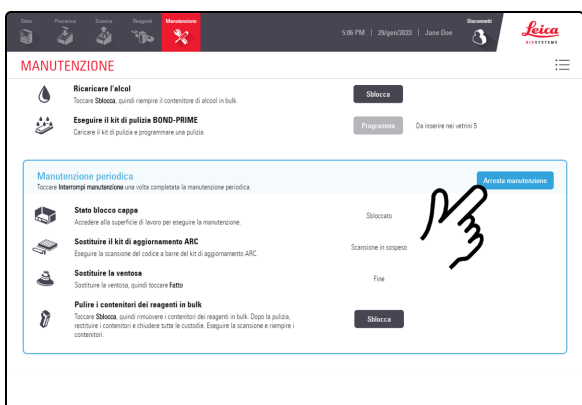 Stato Precarica Scarica Reagenti Manutenzione
5:06 PM | 29/gen/2023 | Jane Doe
Disconnetti
Leica
BIOSYSTEMS
MANUTENZIONE
Ricaricare l'alcol
Toccare Sblocca, quindi riempire il contenitore di alcool in bulk.
Sblocca
Eseguire il kit di pulizia BOND-PRIME
Caricare il kit di pulizia e programmare una pulizia.
Programma
Da inserire nei vetrini 5
Manutenzione periodica
Toccare Interrompi manutenzione una volta completata la manutenzione periodica.
Arresta manutenzione
Stato blocco cappa
Accedere alla superficie di lavoro per eseguire la manutenzione.
Sbloccato
Sostituire il kit di aggiornamento ARC
Eseguire la scansione del codice a barre del kit di aggiornamento ARC.
Scansione in sospeso
Sostituire la ventosa
Sostituire la ventosa, quindi toccare Fatto
Fine
Pulire i contenitori dei reagenti in bulk
Toccare Sblocca, quindi rimuovere i contenitori dei reagenti in bulk. Dopo la pulizia,
restituire i contenitori e chiudere tutte le custodie. Eseguire la scansione e riempire i
contenitori.
Sblocca